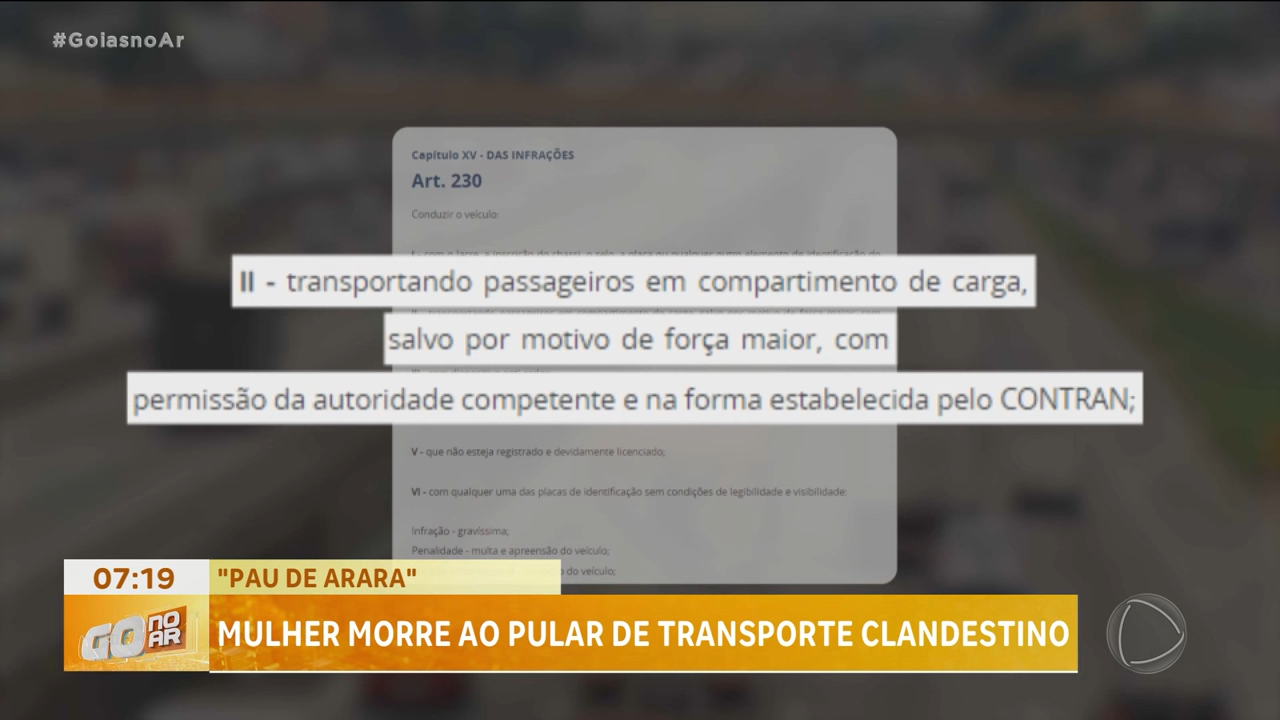 #GoiasnoAr
Capítulo XV - DAS INFRAÇÕES
Art. 230
Conduzir o veículo:
II - transportando passageiros em compartimento de carga,
salvo por motivo de força maior, com
permissão da autoridade competente e na forma estabelecida pelo CONTRAN;
V - que não esteja registrado e devidamente licenciado;
VI - com qualquer uma das placas de identificação sem condições de legibilidade e visibilidade:
Infração - gravíssima;
Penalidade - multa e apreensão do veículo;
do veículo;
07:19
"PAU DE ARARA"
GO NO AR
MULHER MORRE AO PULAR DE TRANSPORTE CLANDESTINO